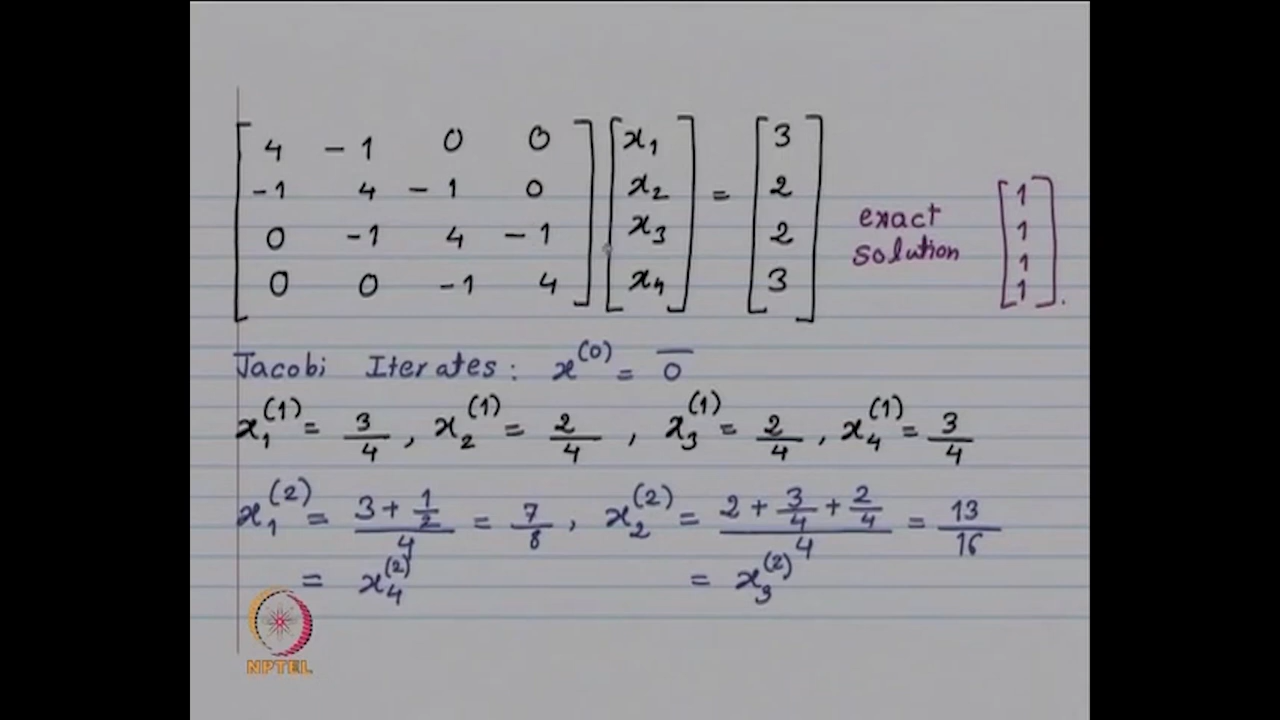 [4 -1 0 0] [x₁] [3]
[-1 4 -1 0] [x₂] = [2] exact [1]
[0 -1 4 -1] [x₃] [2] solution [1]
[0 0 -1 4] [x₄] [3] [1]
[1].
Jacobi Iterates: x^(0) = 0̄
x₁^(1) = 3/4, x₂^(1) = 2/4, x₃^(1) = 2/4, x₄^(1) = 3/4
x₁^(2) = (3 + 1/2)/4 = 7/8, x₂^(2) = (2 + 3/4 + 2/4)/4 = 13/16
= x₄^(2) = x₃^(2)
NPTEL